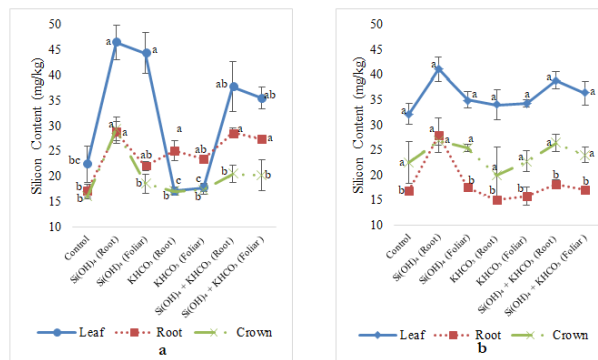 Silicon Content (mg/kg)
50
45
40
35
30
25
20
15
10
bc
b
b
a
a
a
a
ab
b
a
c
b
ab
c
b
ab
a
b
ab
a
b
Control
Si(OH)₄ (Root)
Si(OH)₄ (Foliar)
KHCO₃ (Root)
KHCO₃ (Foliar)
Si(OH)₄ + KHCO₃ (Root)
Si(OH)₄ + KHCO₃ (Foliar)
Leaf Root Crown
a
Silicon Content (mg/kg)
50
45
40
35
30
25
20
15
10
a
a
b
a
a
a
a
a
b
a
a
b
a
a
b
a
a
b
a
a
b
Control
Si(OH)₄ (Root)
Si(OH)₄ (Foliar)
KHCO₃ (Root)
KHCO₃ (Foliar)
Si(OH)₄ + KHCO₃ (Root)
Si(OH)₄ + KHCO₃ (Foliar)
Leaf Root Crown
b